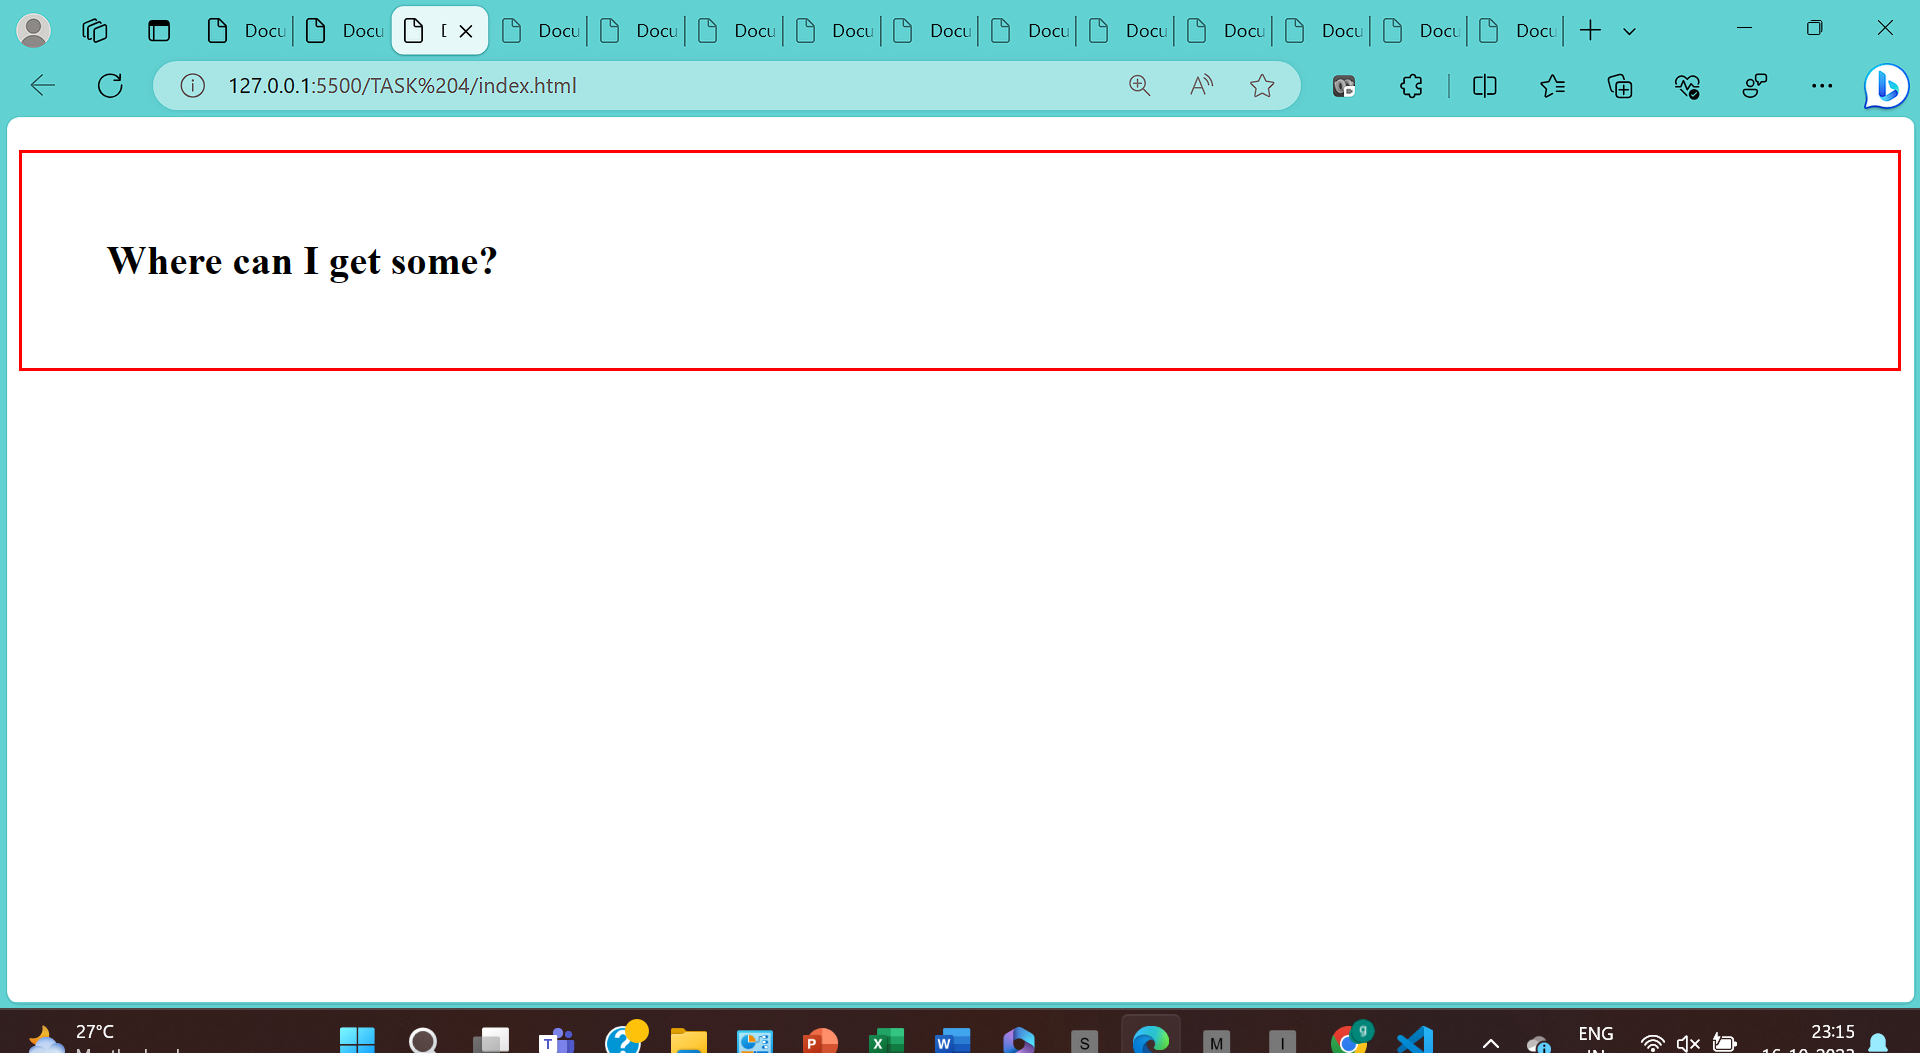 Docu Docu Docu Docu Docu Docu Docu Docu Docu Docu Docu Docu Docu
127.0.0.1:5500/TASK%204/index.html
Where can I get some?
27°C
ENG
IN
23:15